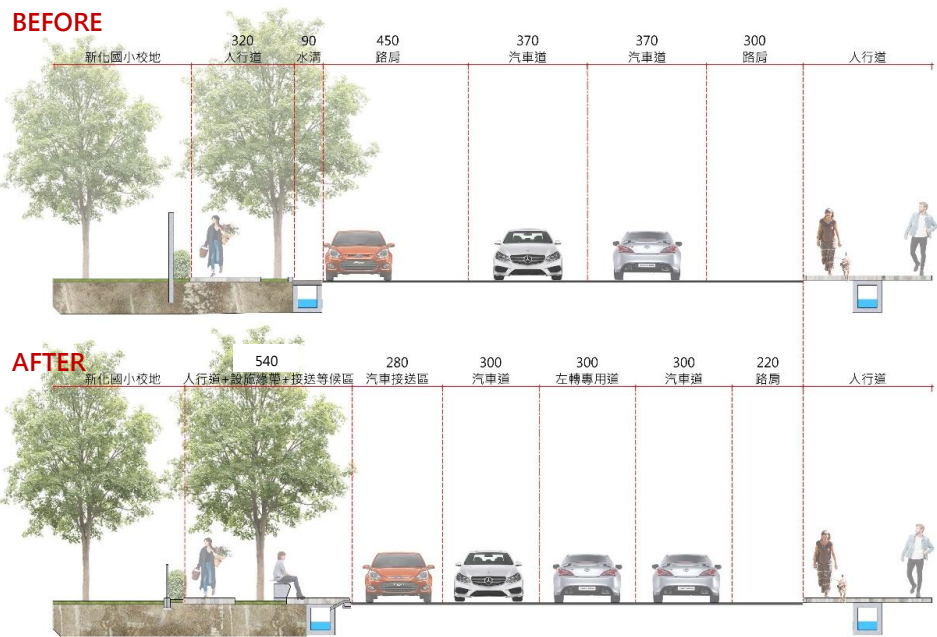 BEFORE
320 90 450 370 370 300
新化國小校地 人行道 水溝 路肩 汽車道 汽車道 路肩 人行道
AFTER
540 280 300 300 300 220
新化國小校地 人行道+設施綠帶+接送等候區 汽車接送區 汽車道 左轉專用道 汽車道 路肩 人行道